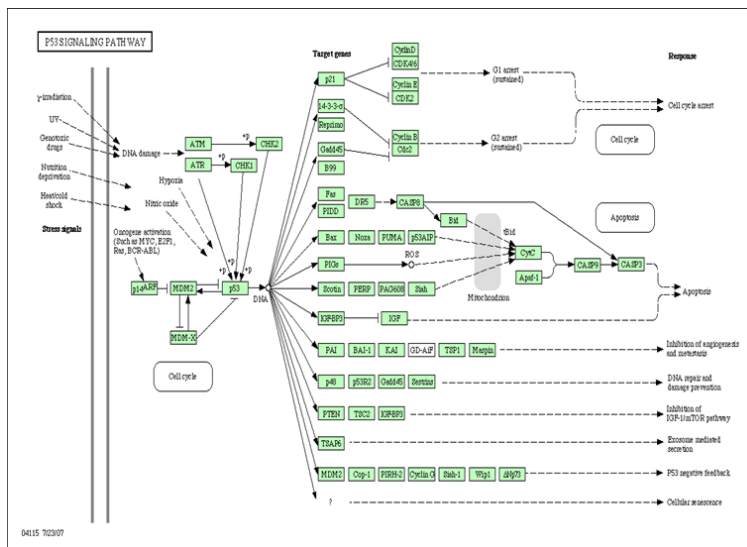 P53 SIGNALING PATHWAY
Target genes
Response
γ-irradiation
UV
Genotoxic
drugs
Nutrition
deprivation
Heat/cold
shock
Stress signals
DNA damage
ATM
ATR
+p
+p
CHK2
CHK1
Hypoxia
Nitric oxide
Oncogene activation
(Such as MYC, E2F1,
Ras, BCR-ABL)
+p
+p
+p
p14ARF
MDM2
p53
MDM-X
DNA
Cell cycle
p21
Cyclin D
CDK4/6
Cyclin E
CDK2
G1 arrest
(sustained)
14-3-3-σ
Reprimo
Gadd45
B99
Cyclin B
Cdc2
G2 arrest
(sustained)
Cell cycle arrest
Cell cycle
Fas
PIDD
DR5
CASP8
Bid
tBid
Apoptosis
Bax
Noxa
PUMA
p53AIP
CytC
PIGs
ROS
Mitochondrion
Apaf-1
CASP9
CASP3
Apoptosis
Scotin
PERP
PAG608
Siah
IGF-BP3
IGF
PAI
BAI-1
KAI
GD-AiF
TSP1
Maspin
Inhibition of angiogenesis
and metastasis
p48
p53R2
Gadd45
Sestrins
DNA repair and
damage prevention
PTEN
TSC2
IGF-BP3
Inhibition of
IGF-1/mTOR pathway
TSAP6
Exosome mediated
secretion
MDM2
Cop-1
PIRH-2
Cyclin G
Siah-1
Wip1
ΔNp73
P53 negative feedback
?
Cellular senescence
04115 7/23/07